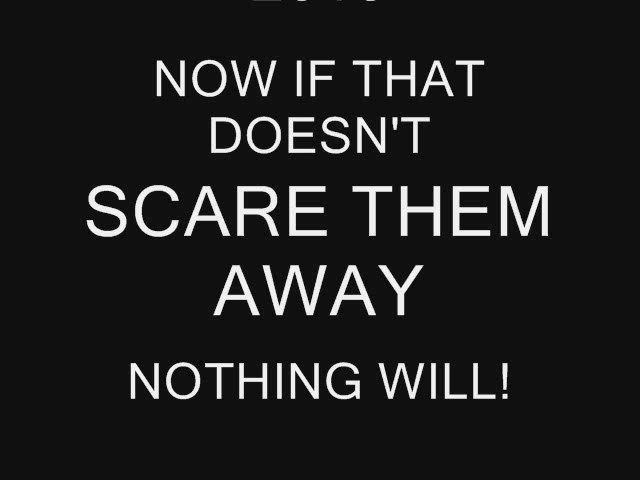 NOW IF THAT
DOESN'T
SCARE THEM
AWAY
NOTHING WILL!